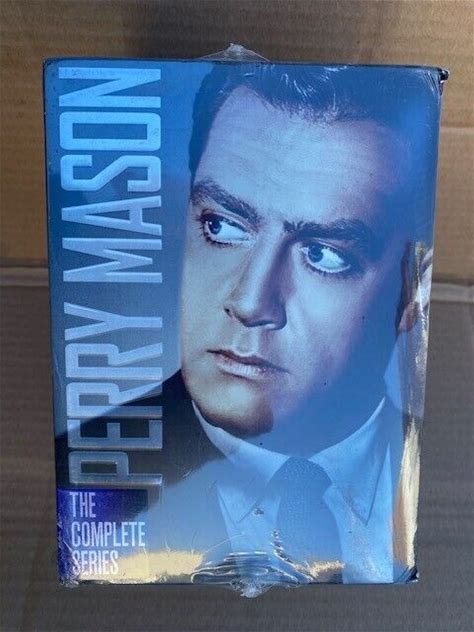 PERRY MASON
THE
COMPLETE
SERIES